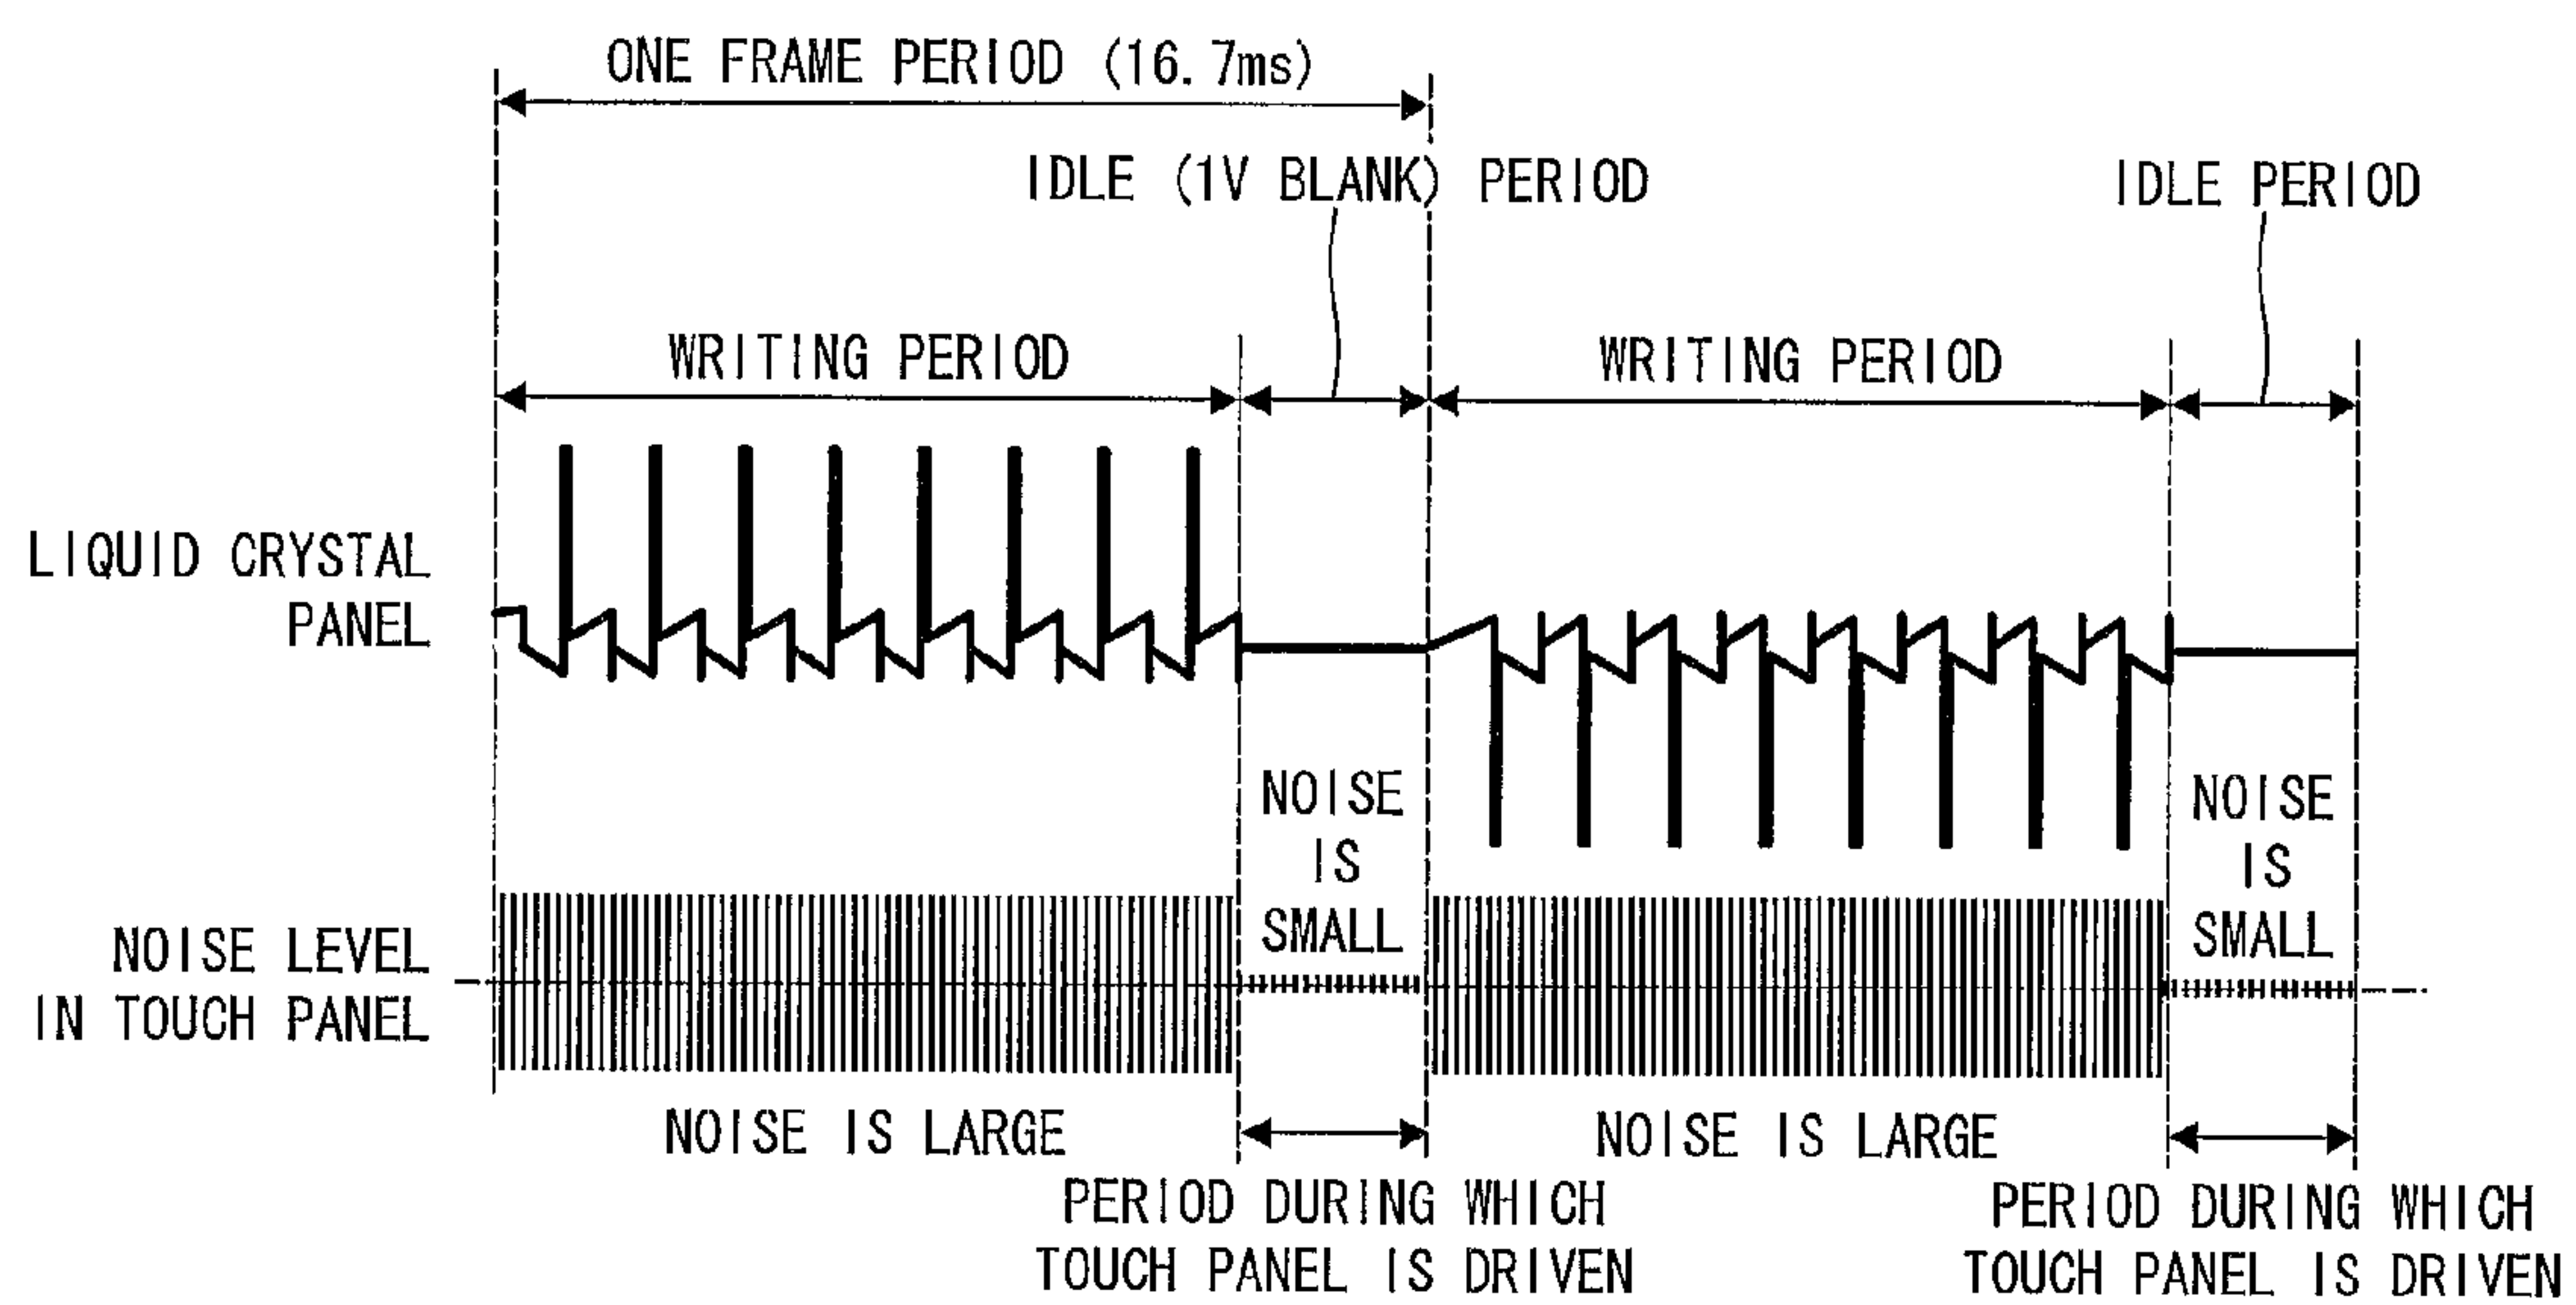 ONE FRAME PERIOD (16.7ms)
IDLE (1V BLANK) PERIOD
IDLE PERIOD
WRITING PERIOD
WRITING PERIOD
LIQUID CRYSTAL
PANEL
NOISE
IS
SMALL
NOISE
IS
SMALL
NOISE LEVEL
IN TOUCH PANEL
NOISE IS LARGE
NOISE IS LARGE
PERIOD DURING WHICH
TOUCH PANEL IS DRIVEN
PERIOD DURING WHICH
TOUCH PANEL IS DRIVEN